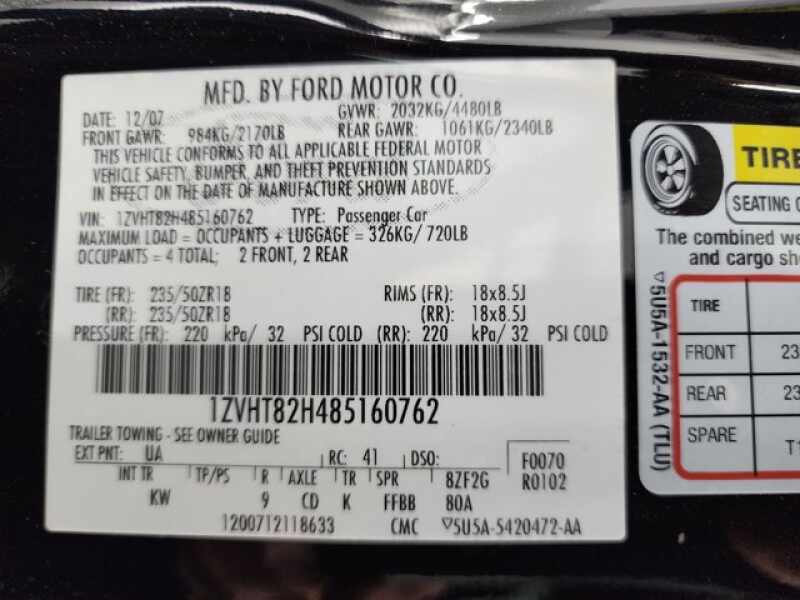 MFD. BY FORD MOTOR CO.
DATE: 12/07 GVWR: 2032KG/4480LB
FRONT GAWR: 984KG/2170LB REAR GAWR: 1061KG/2340LB
THIS VEHICLE CONFORMS TO ALL APPLICABLE FEDERAL MOTOR
VEHICLE SAFETY, BUMPER, AND THEFT PREVENTION STANDARDS
IN EFFECT ON THE DATE OF MANUFACTURE SHOWN ABOVE.
VIN: 1ZVHT82H485160762 TYPE: Passenger Car
MAXIMUM LOAD = OCCUPANTS + LUGGAGE = 326KG/ 720LB
OCCUPANTS = 4 TOTAL; 2 FRONT, 2 REAR
TIRE (FR): 235/50ZR18 RIMS (FR): 18x8.5J
(RR): 235/50ZR18 (RR): 18x8.5J
PRESSURE (FR): 220 kPa/ 32 PSI COLD (RR): 220 kPa/ 32 PSI COLD
1ZVHT82H485160762
TRAILER TOWING - SEE OWNER GUIDE
EXT PNT: UA RC: 41 DSO: F0070
INT TR TP/PS R AXLE TR SPR 8ZF2G R0102
KW 9 CD K FFBB 80A
1200712118633 CMC ▽5U5A-5420472-AA
TIRE
SEATING
The combined
and cargo
TIRE
FRONT
REAR
SPARE
▽5U5A-1532-AA (TLU)